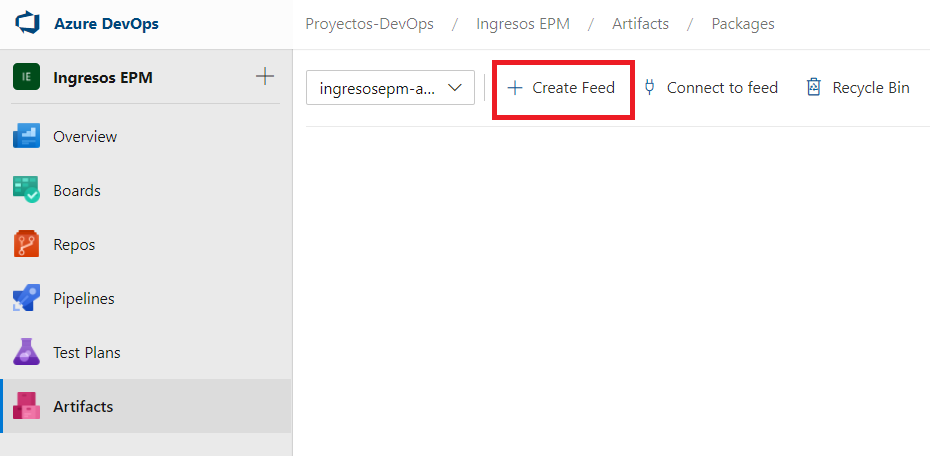 Azure DevOps
Proyectos-DevOps / Ingresos EPM / Artifacts / Packages
IE Ingresos EPM
ingresosepm-a... Create Feed Connect to feed Recycle Bin
Overview
Boards
Repos
Pipelines
Test Plans
Artifacts